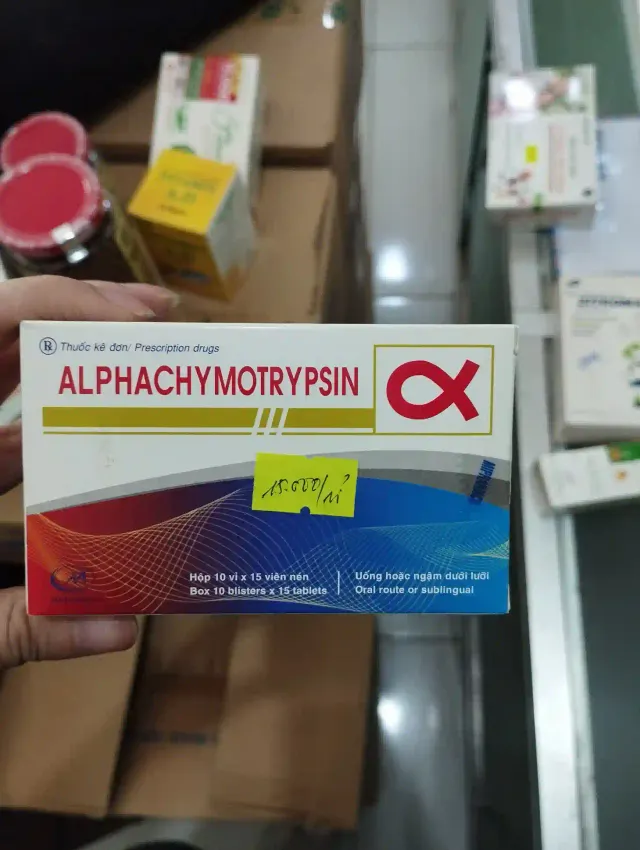 Rx Thuốc kê đơn/ Prescription drugs
ALPHACHYMOTRYPSIN
α
15.000/vỉ
Hộp 10 vỉ x 15 viên nén
Box 10 blisters x 15 tablets
Uống hoặc ngậm dưới lưỡi
Oral route or sublingual